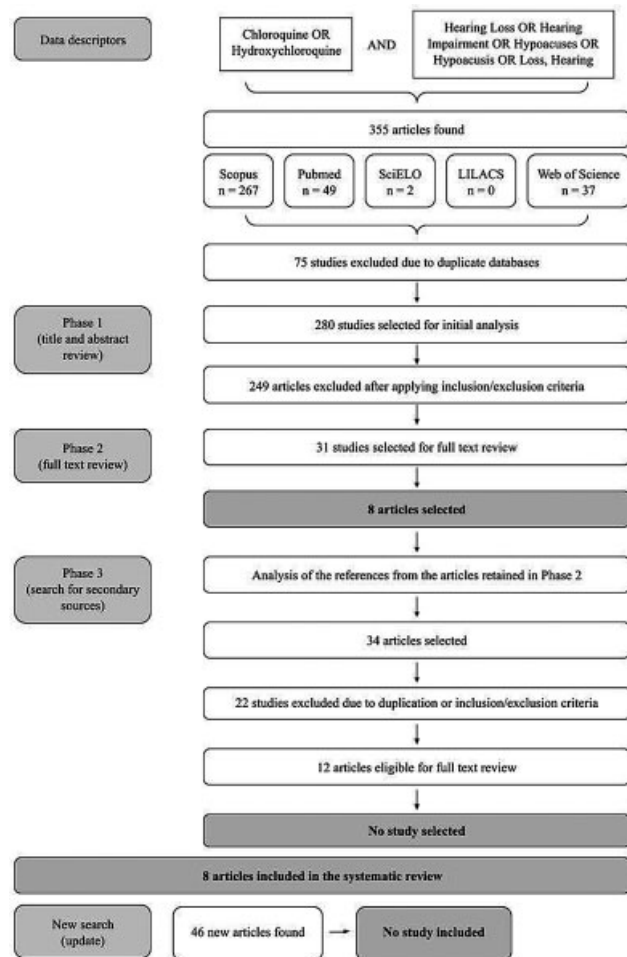 Data descriptors
Chloroquine OR
Hydroxychloroquine
AND
Hearing Loss OR Hearing
Impairment OR Hypoacuses OR
Hypoacusis OR Loss, Hearing
355 articles found
Scopus
n = 267
Pubmed
n = 49
SciELO
n = 2
LILACS
n = 0
Web of Science
n = 37
75 studies excluded due to duplicate databases
Phase 1
(title and abstract
review)
280 studies selected for initial analysis
249 articles excluded after applying inclusion/exclusion criteria
Phase 2
(full text review)
31 studies selected for full text review
8 articles selected
Phase 3
(search for secondary
sources)
Analysis of the references from the articles retained in Phase 2
34 articles selected
22 studies excluded due to duplication or inclusion/exclusion criteria
12 articles eligible for full text review
No study selected
8 articles included in the systematic review
New search
(update)
46 new articles found
No study included